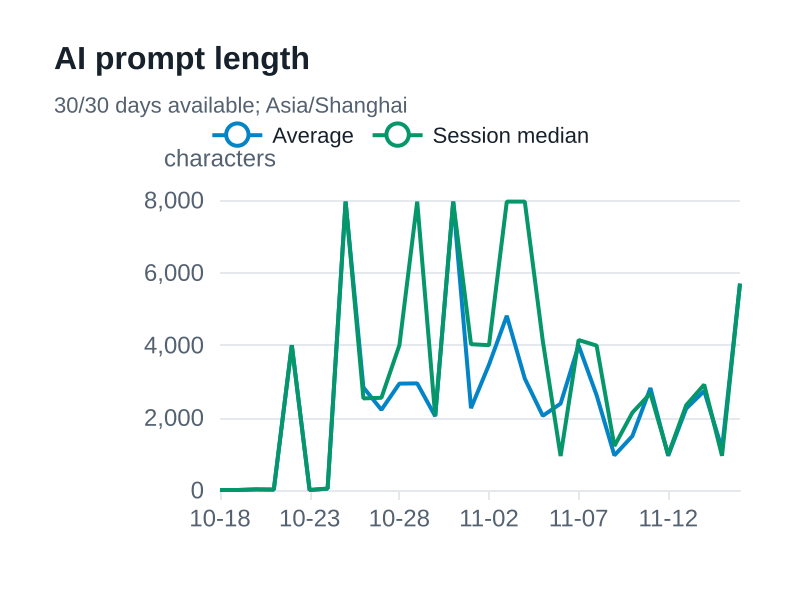 AI prompt length
30/30 days available; Asia/Shanghai
Average Session median
characters
8,000
6,000
4,000
2,000
0
10-18 10-23 10-28 11-02 11-07 11-12